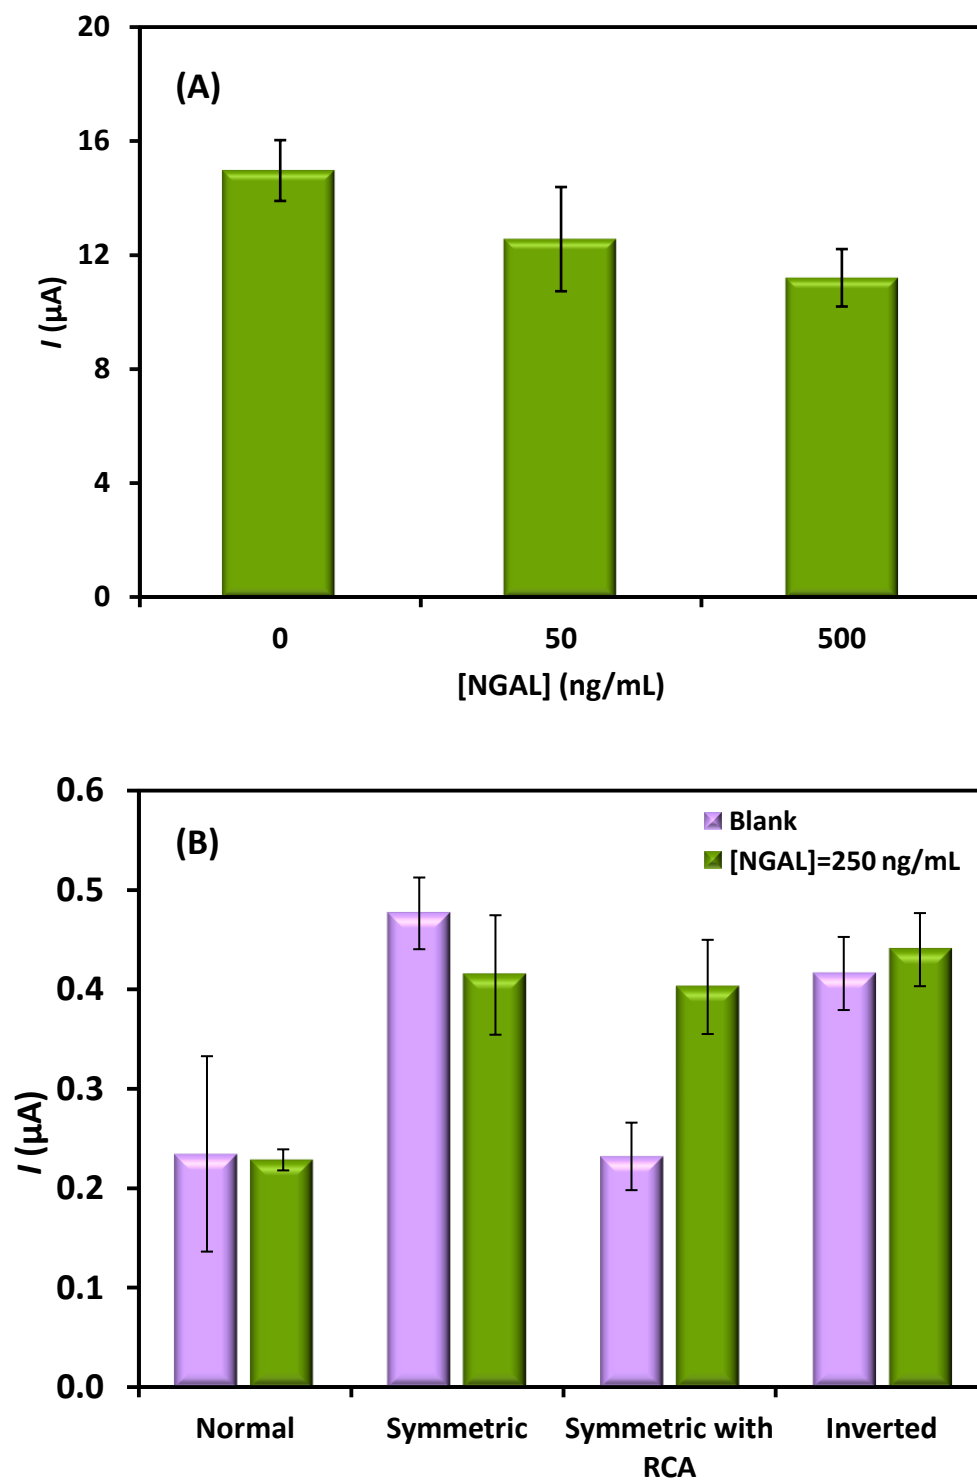 20
(A)
16
12
I (µA)
8
4
0
0 50 500
[NGAL] (ng/mL)
0.6
Blank
(B)
[NGAL]=250 ng/mL
0.5
0.4
0.3
I (µA)
0.2
0.1
0.0
Normal Symmetric Symmetric with Inverted
RCA